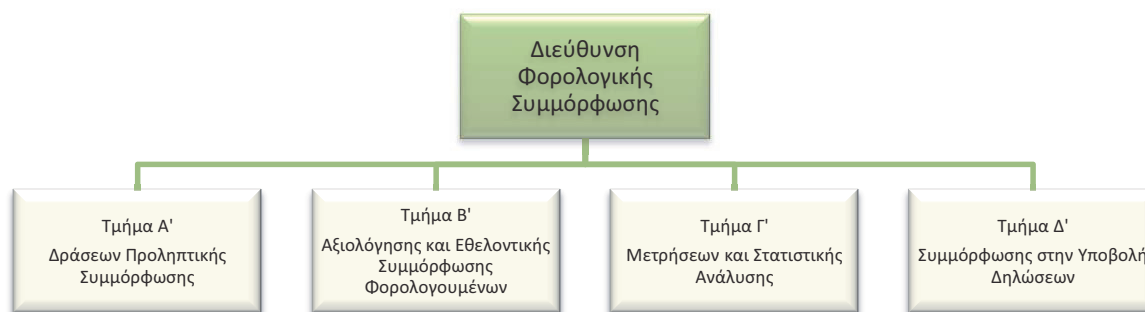 Διεύθυνση
Φορολογικής
Συμμόρφωσης
Τμήμα Α'
Δράσεων Προληπτικής
Συμμόρφωσης
Τμήμα Β'
Αξιολόγησης και Εθελοντικής
Συμμόρφωσης
Φορολογουμένων
Τμήμα Γ'
Μετρήσεων και Στατιστικής
Ανάλυσης
Τμήμα Δ'
Συμμόρφωσης στην Υποβολή
Δηλώσεων